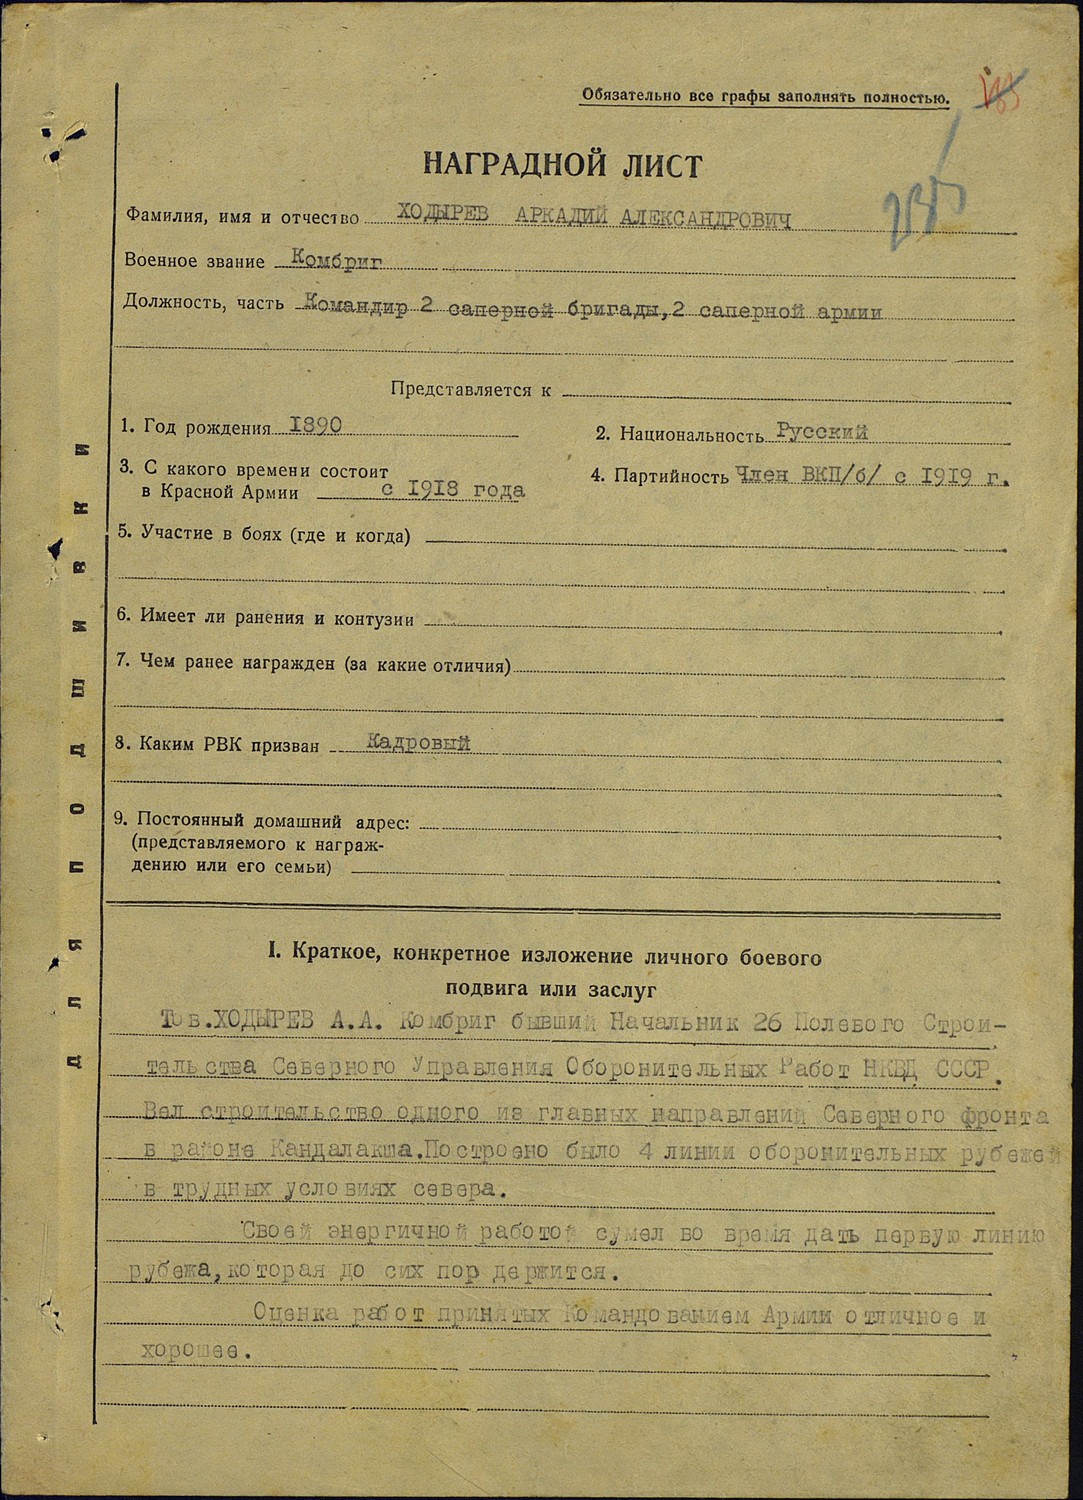 Обязательно все графы заполнять полностью.
НАГРАДНОЙ ЛИСТ
Фамилия, имя и отчество ХОДЫРЕВ АРКАДИЙ АЛЕКСАНДРОВИЧ
Военное звание Комбриг
Должность, часть Командир 2 саперной бригады,2 саперной армии
Представляется к
1. Год рождения 1890
2. Национальность Русский
3. С какого времени состоит
в Красной Армии с 1918 года
4. Партийность Член ВКП/б/ с 1919 г.
5. Участие в боях (где и когда)
6. Имеет ли ранения и контузии
7. Чем ранее награжден (за какие отличия)
8. Каким РВК призван Кадровый
9. Постоянный домашний адрес:
(представляемого к награж-
дению или его семьи)
I. Краткое, конкретное изложение личного боевого
подвига или заслуг
Тов.ХОДЫРЕВ А.А. Комбриг бывший Начальник 26 Полевого Строи-
тельства Северного Управления Оборонительных Работ НКВД СССР.
Вел строительство одного из главных направлений Северного фронта
в районе Кандалакша.Построено было 4 линии оборонительных рубежей
в трудных условиях севера.
Своей энергичной работой сумел во время дать первую линию
рубежа,которая до сих пор держится.
Оценка работ принятых Командованием Армии отличное и
хорошее.
для подшивки